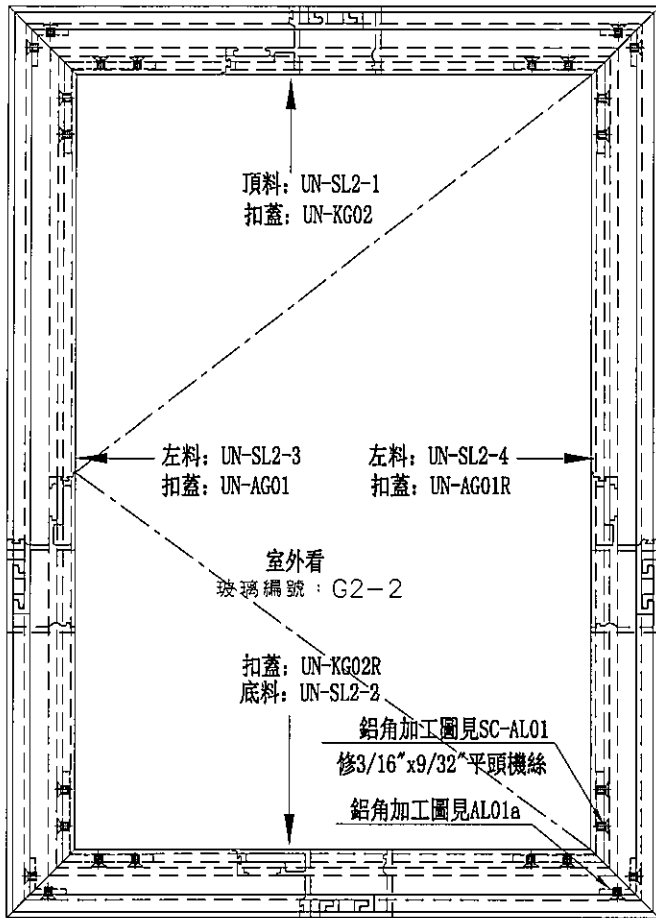 頂料: UN-SL2-1
扣蓋: UN-KG02
左料: UN-SL2-3
扣蓋: UN-AG01
左料: UN-SL2-4
扣蓋: UN-AG01R
室外看
玻璃編號：G2-2
扣蓋: UN-KG02R
底料: UN-SL2-2
鋁角加工圖見SC-AL01
修3/16"x9/32"平頭機絲
鋁角加工圖見AL01a